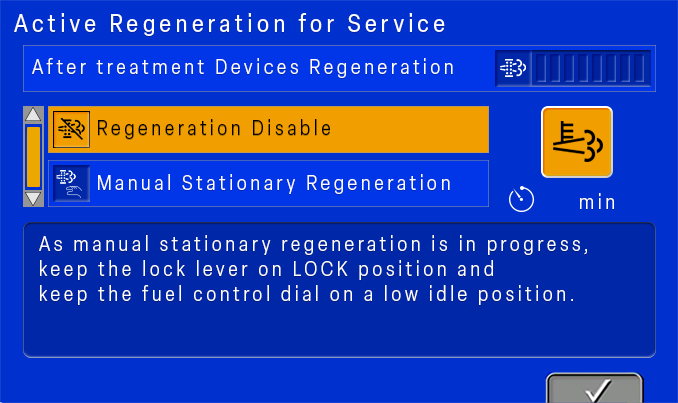 Active Regeneration for Service
After treatment Devices Regeneration
Regeneration Disable
Manual Stationary Regeneration
min
As manual stationary regeneration is in progress,
keep the lock lever on LOCK position and
keep the fuel control dial on a low idle position.